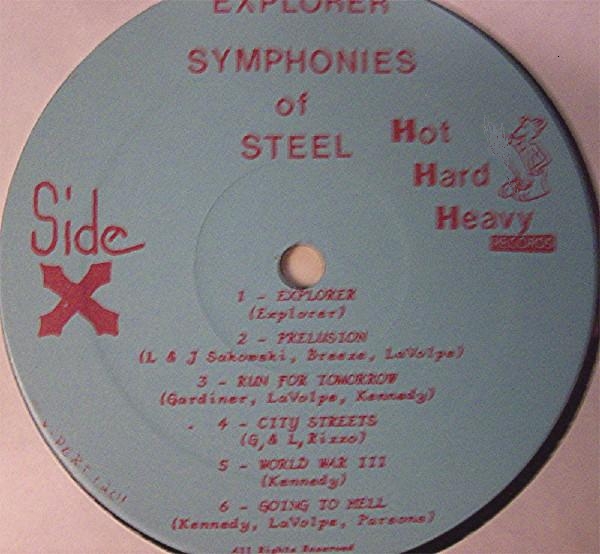 EXPLORER
SYMPHONIES
of
STEEL
Hot
Hard
Heavy
RECORDS
Side
X
1 - EXPLORER
(Explorer)
2 - PRELUSION
(L & J Sakowski, Breeze, LaVolpe)
3 - RUN FOR TOMORROW
(Gardiner, LaVolpe, Kennedy)
4 - CITY STREETS
(G, & L, Rizzo)
5 - WORLD WAR III
(Kennedy)
6 - GOING TO HELL
(Kennedy, LaVolpe, Parsons)
All Rights Reserved